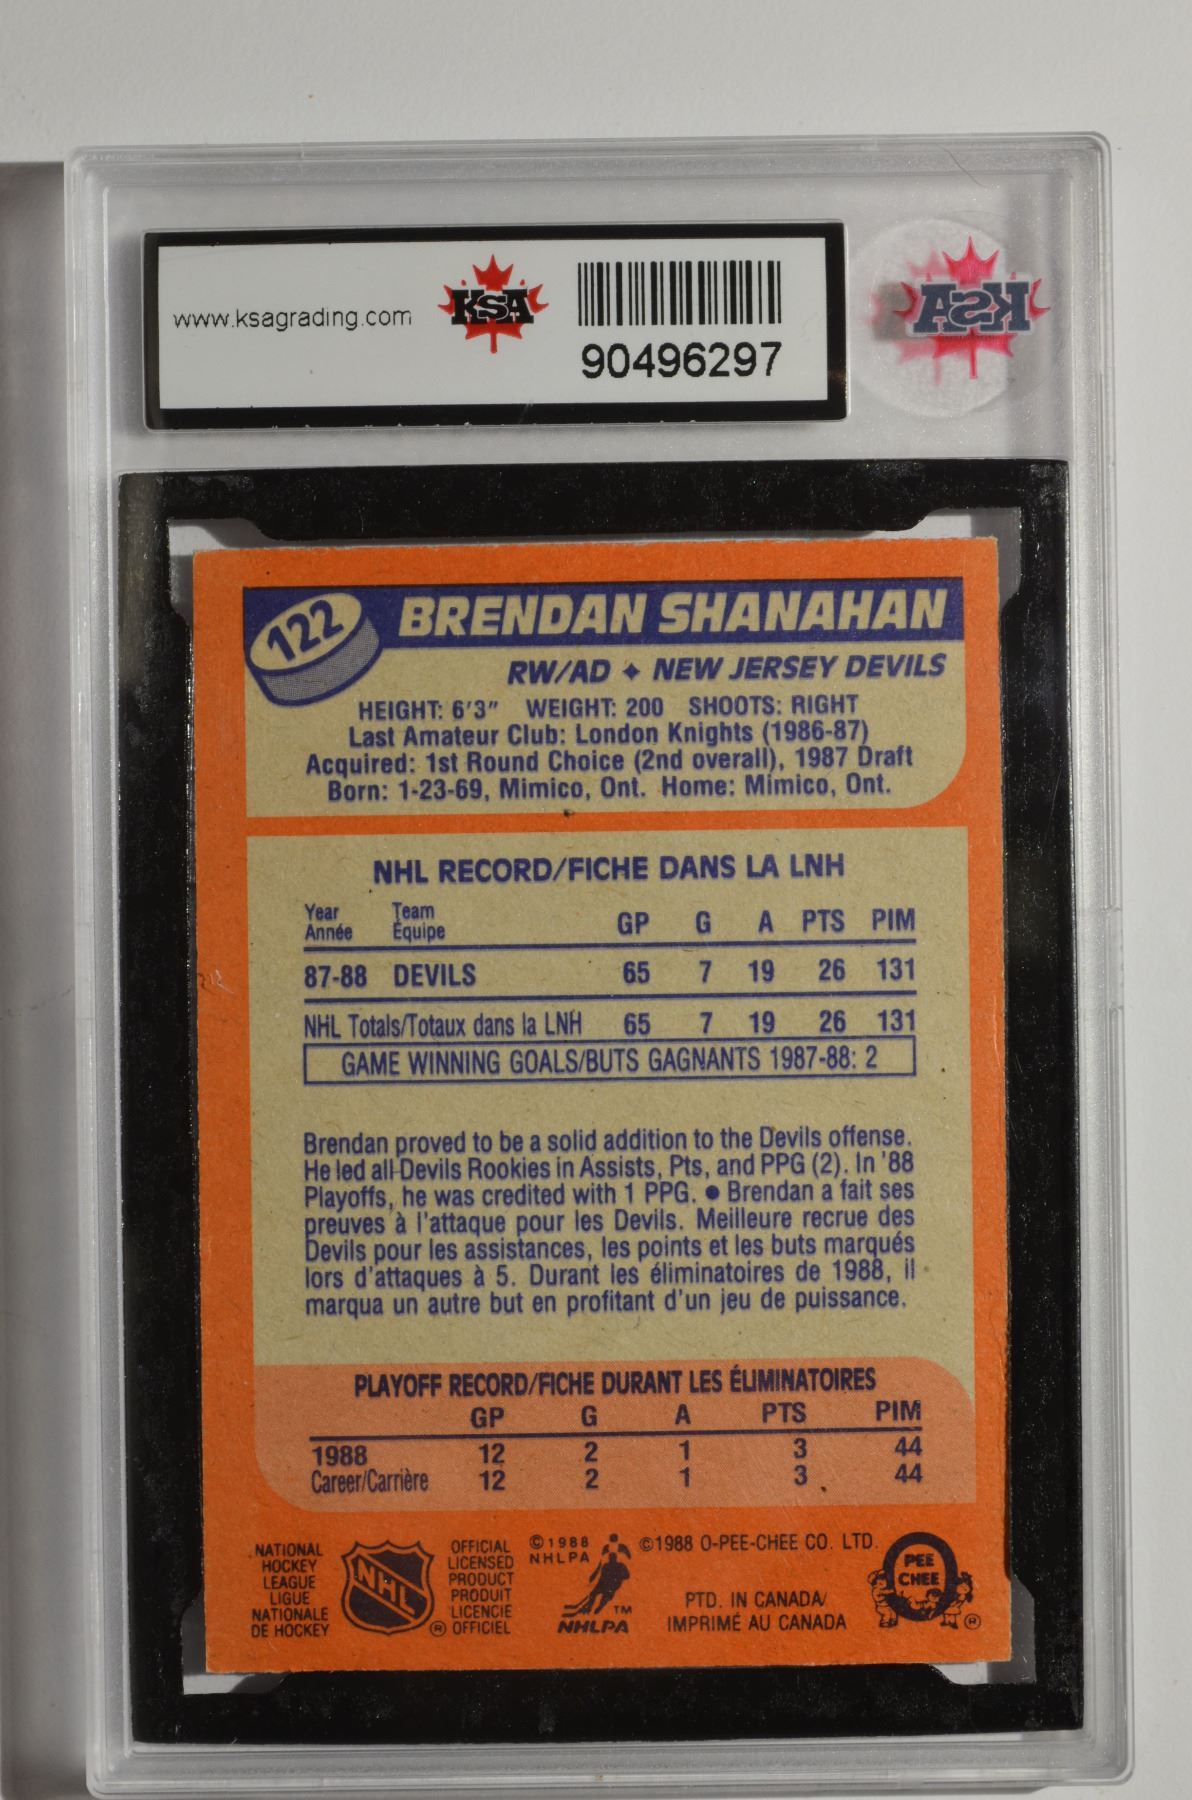 www.ksagrading.com
KSA
90496297
KSA
122
BRENDAN SHANAHAN
RW/AD ✦ NEW JERSEY DEVILS
HEIGHT: 6'3" WEIGHT: 200 SHOOTS: RIGHT
Last Amateur Club: London Knights (1986-87)
Acquired: 1st Round Choice (2nd overall), 1987 Draft
Born: 1-23-69, Mimico, Ont. Home: Mimico, Ont.
NHL RECORD/FICHE DANS LA LNH
Year Team GP G A PTS PIM
Année Équipe
87-88 DEVILS 65 7 19 26 131
NHL Totals/Totaux dans la LNH 65 7 19 26 131
GAME WINNING GOALS/BUTS GAGNANTS 1987-88: 2
Brendan proved to be a solid addition to the Devils offense.
He led all-Devils Rookies in Assists, Pts, and PPG (2). In '88
Playoffs, he was credited with 1 PPG. ● Brendan a fait ses
preuves à l'attaque pour les Devils. Meilleure recrue des
Devils pour les assistances, les points et les buts marqués
lors d'attaques à 5. Durant les éliminatoires de 1988, il
marqua un autre but en profitant d'un jeu de puissance.
PLAYOFF RECORD/FICHE DURANT LES ÉLIMINATOIRES
GP G A PTS PIM
1988 12 2 1 3 44
Career/Carrière 12 2 1 3 44
NATIONAL
HOCKEY
LEAGUE
LIGUE
NATIONALE
DE HOCKEY
NHL
®
OFFICIAL
LICENSED
PRODUCT
PRODUIT
LICENCIE
OFFICIEL
©1988
NHLPA
TM
NHLPA
©1988 O-PEE-CHEE CO. LTD.
PTD. IN CANADA/
IMPRIMÉ AU CANADA
PEE
CHEE
®